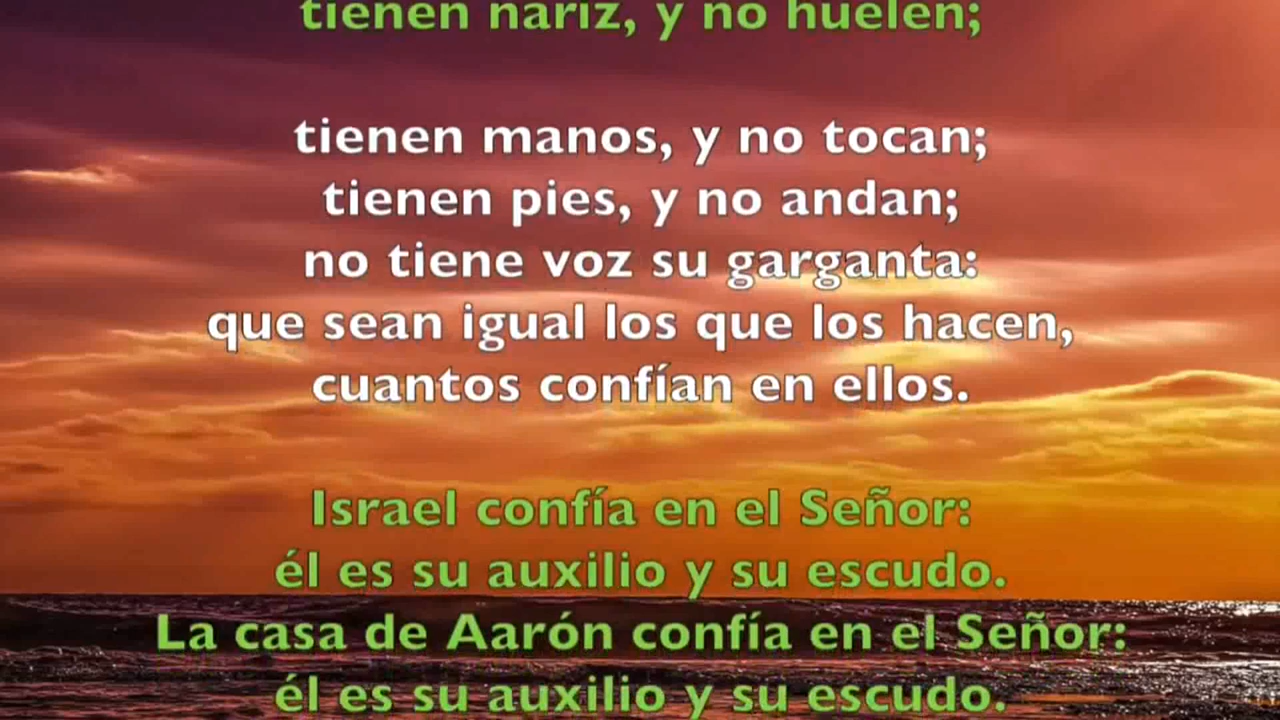 tienen nariz, y no huelen;
tienen manos, y no tocan;
tienen pies, y no andan;
no tiene voz su garganta:
que sean igual los que los hacen,
cuantos confían en ellos.
Israel confía en el Señor:
él es su auxilio y su escudo.
La casa de Aarón confía en el Señor:
él es su auxilio y su escudo.